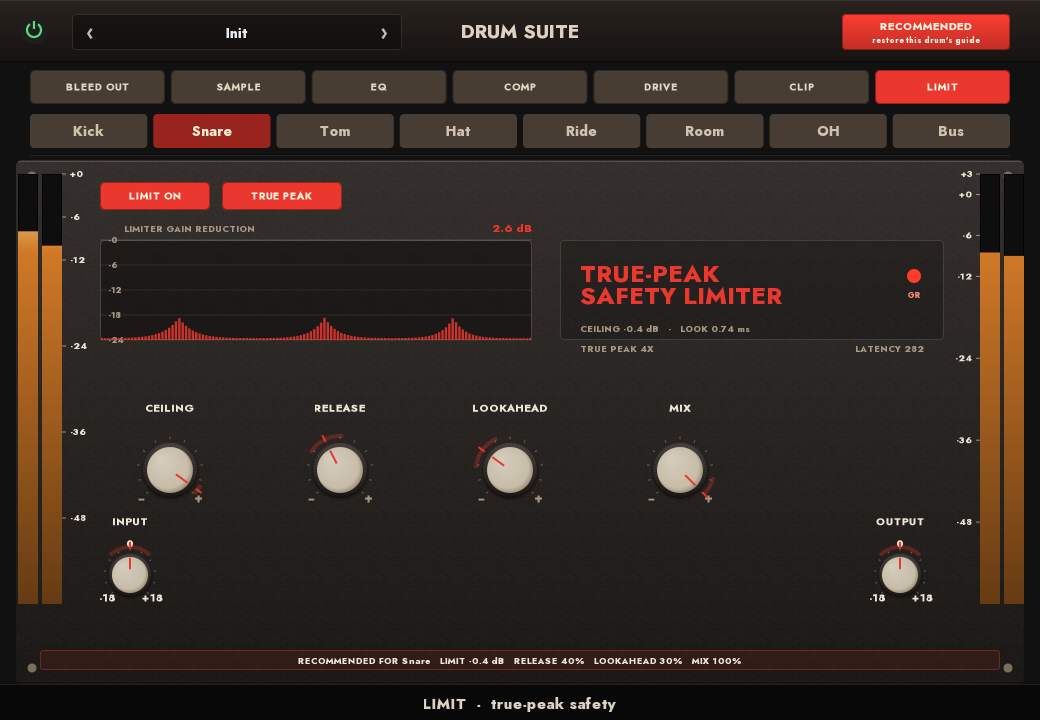 ‹ Init ›
DRUM SUITE
RECOMMENDED
restore this drum's guide
BLEED OUT SAMPLE EQ COMP DRIVE CLIP LIMIT
Kick Snare Tom Hat Ride Room OH Bus
+0
-6
-12
-24
-36
-48
LIMIT ON TRUE PEAK
LIMITER GAIN REDUCTION 2.6 dB
-0
-6
-12
-18
-24
TRUE-PEAK
SAFETY LIMITER
GR
CEILING -0.4 dB · LOOK 0.74 ms
TRUE PEAK 4X LATENCY 282
+3
+0
-6
-12
-24
-36
-48
CEILING RELEASE LOOKAHEAD MIX
– + – + – + – +
INPUT
0
-18 +18
OUTPUT
0
-18 +18
RECOMMENDED FOR Snare LIMIT -0.4 dB RELEASE 40% LOOKAHEAD 30% MIX 100%
LIMIT - true-peak safety